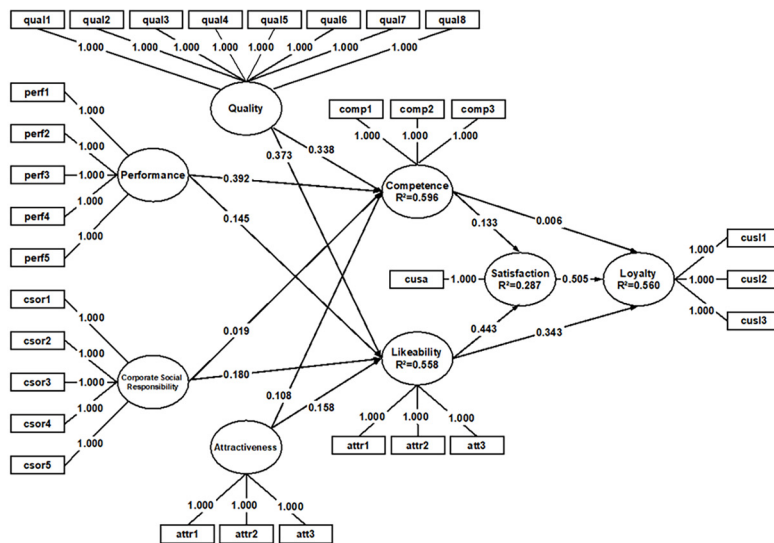 qual1 qual2 qual3 qual4 qual5 qual6 qual7 qual8
1.000 1.000 1.000 1.000 1.000 1.000 1.000 1.000
Quality
perf1
perf2
perf3
perf4
perf5
1.000
1.000
1.000
1.000
1.000
Performance
comp1 comp2 comp3
1.000 1.000 1.000
0.338
0.373
0.392
0.145
Competence
R²=0.596
0.133
0.006
cusa
1.000
Satisfaction
R²=0.287
0.505
Loyalty
R²=0.560
1.000
1.000
1.000
cusl1
cusl2
cusl3
csor1
csor2
csor3
csor4
csor5
1.000
1.000
1.000
1.000
1.000
Corporate Social
Responsibility
0.019
0.180
0.108
0.158
Likeability
R²=0.558
0.443
0.343
1.000 1.000 1.000
attr1 attr2 att3
Attractiveness
1.000 1.000 1.000
attr1 attr2 att3